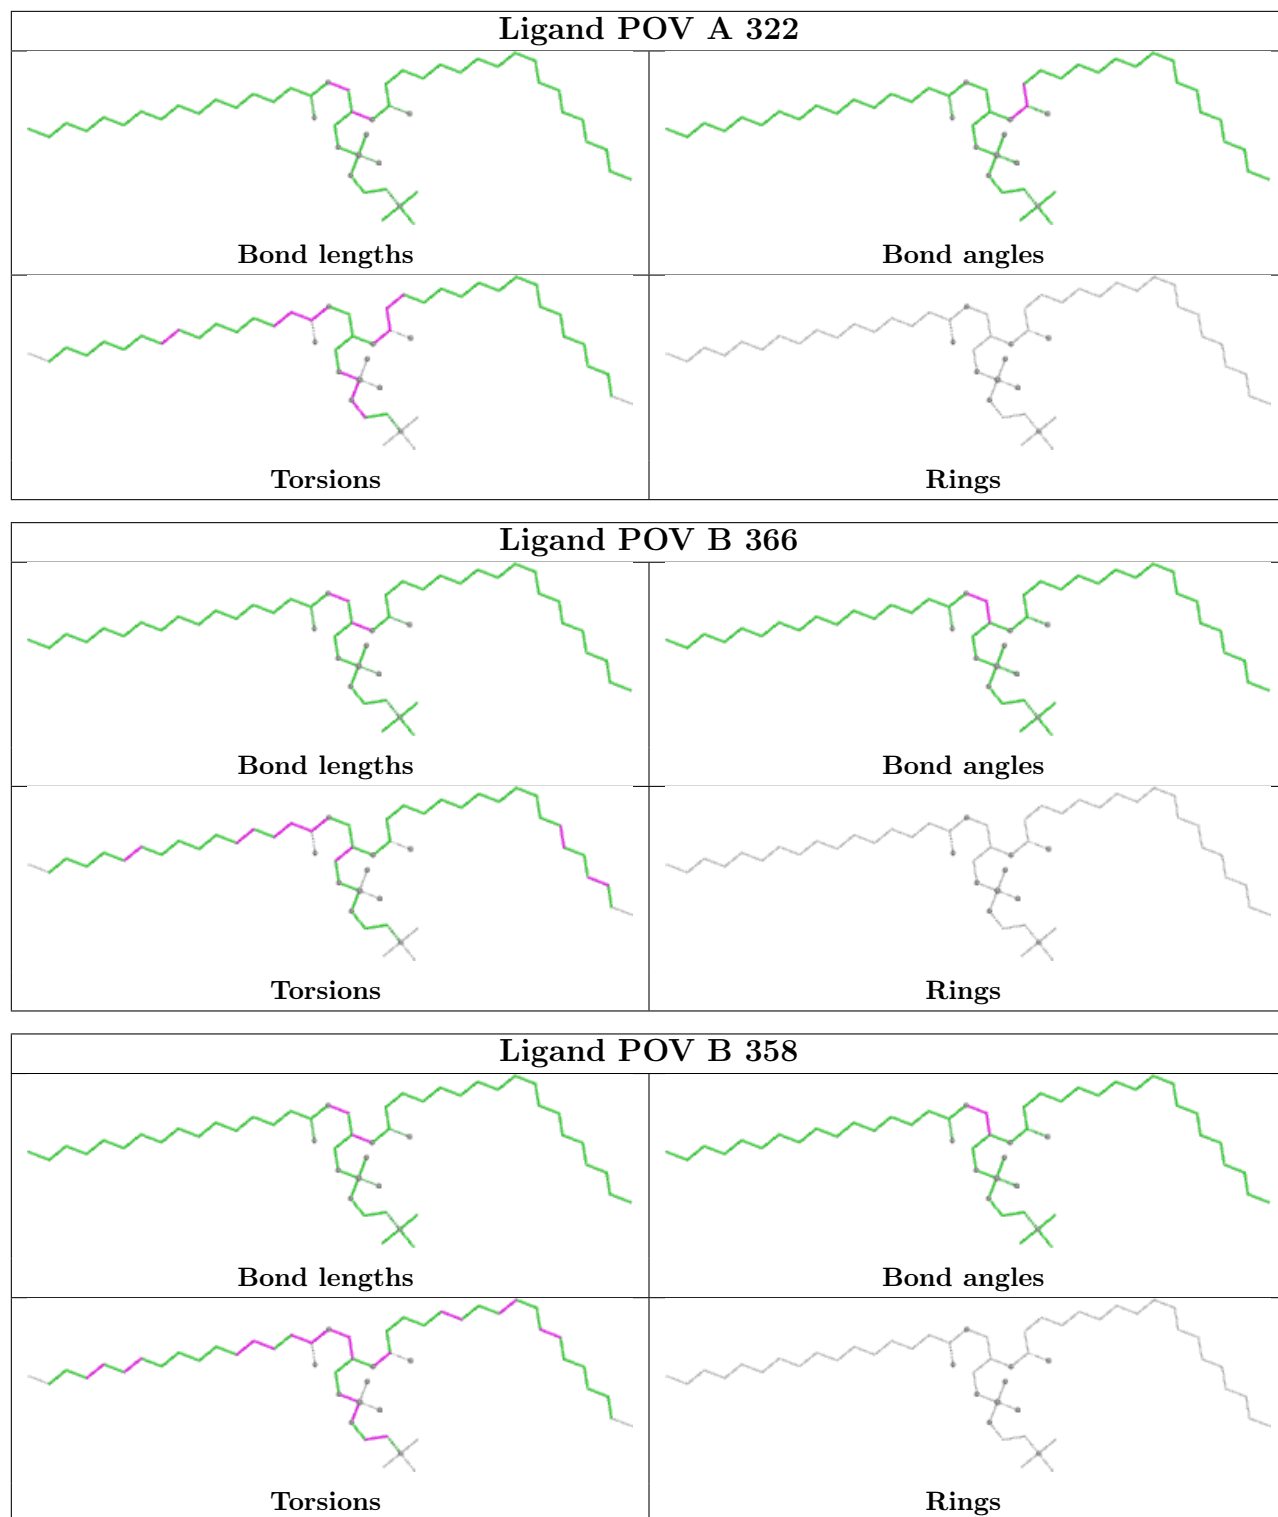 Ligand POV A 322
Bond lengths
Bond angles
Torsions
Rings
Ligand POV B 366
Bond lengths
Bond angles
Torsions
Rings
Ligand POV B 358
Bond lengths
Bond angles
Torsions
Rings